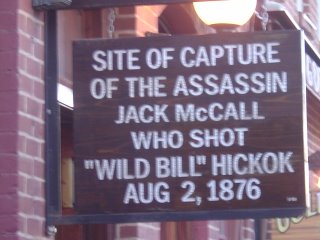 SITE OF CAPTURE
OF THE ASSASSIN
JACK McCALL
WHO SHOT
"WILD BILL" HICKOK
AUG 2, 1876